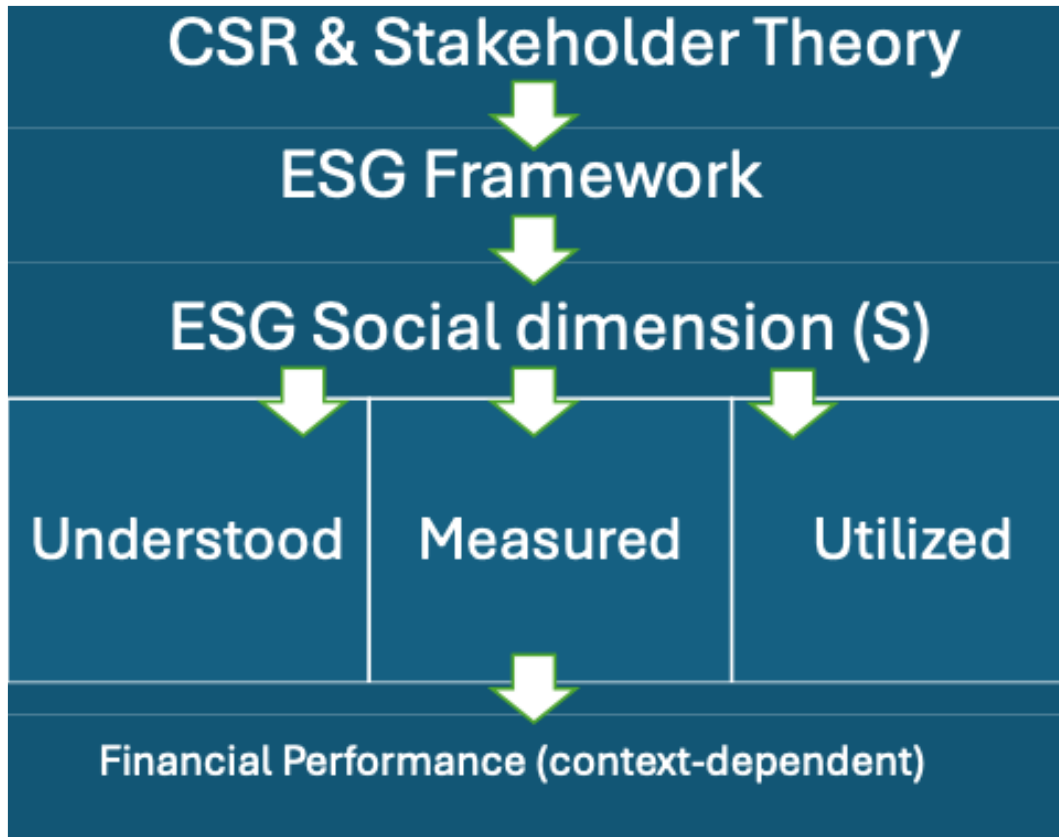 CSR & Stakeholder Theory
ESG Framework
ESG Social dimension (S)
Understood
Measured
Utilized
Financial Performance (context-dependent)